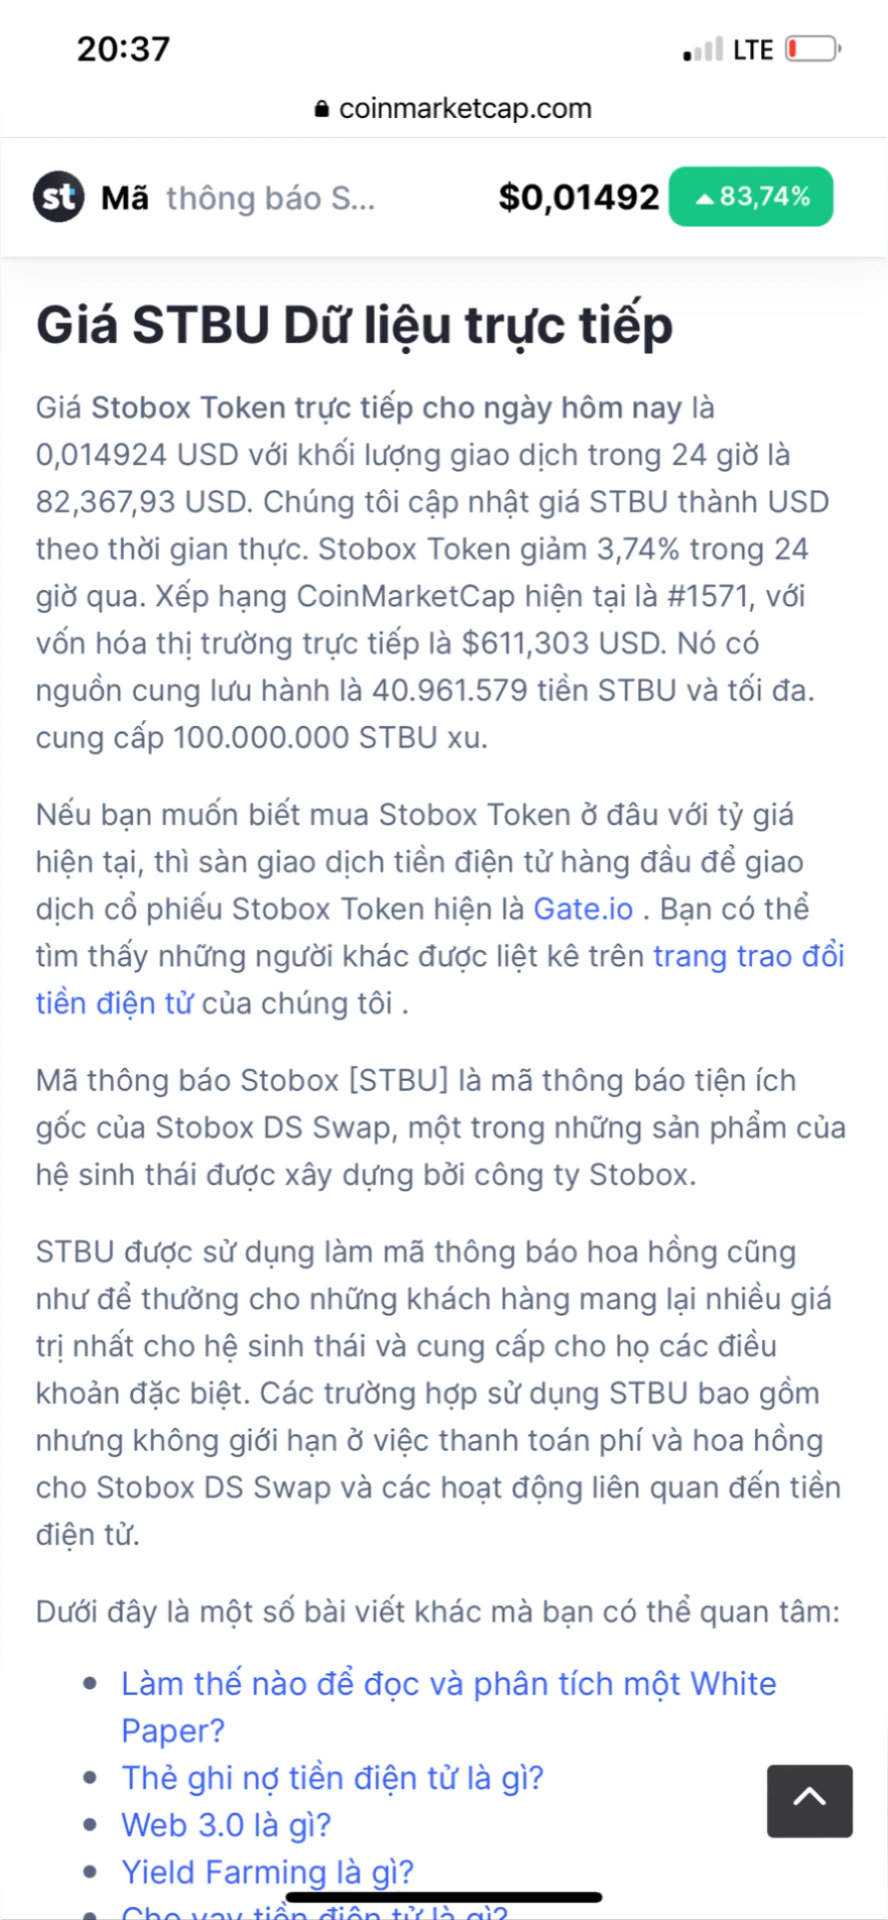 20:37
LTE
coinmarketcap.com
st Mã thông báo S... $0,01492 83,74%
Giá STBU Dữ liệu trực tiếp
Giá Stobox Token trực tiếp cho ngày hôm nay là
0,014924 USD với khối lượng giao dịch trong 24 giờ là
82,367,93 USD. Chúng tôi cập nhật giá STBU thành USD
theo thời gian thực. Stobox Token giảm 3,74% trong 24
giờ qua. Xếp hạng CoinMarketCap hiện tại là #1571, với
vốn hóa thị trường trực tiếp là $611,303 USD. Nó có
nguồn cung lưu hành là 40.961.579 tiền STBU và tối đa.
cung cấp 100.000.000 STBU xu.
Nếu bạn muốn biết mua Stobox Token ở đâu với tỷ giá
hiện tại, thì sàn giao dịch tiền điện tử hàng đầu để giao
dịch cổ phiếu Stobox Token hiện là Gate.io . Bạn có thể
tìm thấy những người khác được liệt kê trên trang trao đổi
tiền điện tử của chúng tôi .
Mã thông báo Stobox [STBU] là mã thông báo tiện ích
gốc của Stobox DS Swap, một trong những sản phẩm của
hệ sinh thái được xây dựng bởi công ty Stobox.
STBU được sử dụng làm mã thông báo hoa hồng cũng
như để thưởng cho những khách hàng mang lại nhiều giá
trị nhất cho hệ sinh thái và cung cấp cho họ các điều
khoản đặc biệt. Các trường hợp sử dụng STBU bao gồm
nhưng không giới hạn ở việc thanh toán phí và hoa hồng
cho Stobox DS Swap và các hoạt động liên quan đến tiền
điện tử.
Dưới đây là một số bài viết khác mà bạn có thể quan tâm:
Làm thế nào để đọc và phân tích một White
Paper?
Thẻ ghi nợ tiền điện tử là gì?
Web 3.0 là gì?
Yield Farming là gì?
Cho vay tiền điện tử là gì?